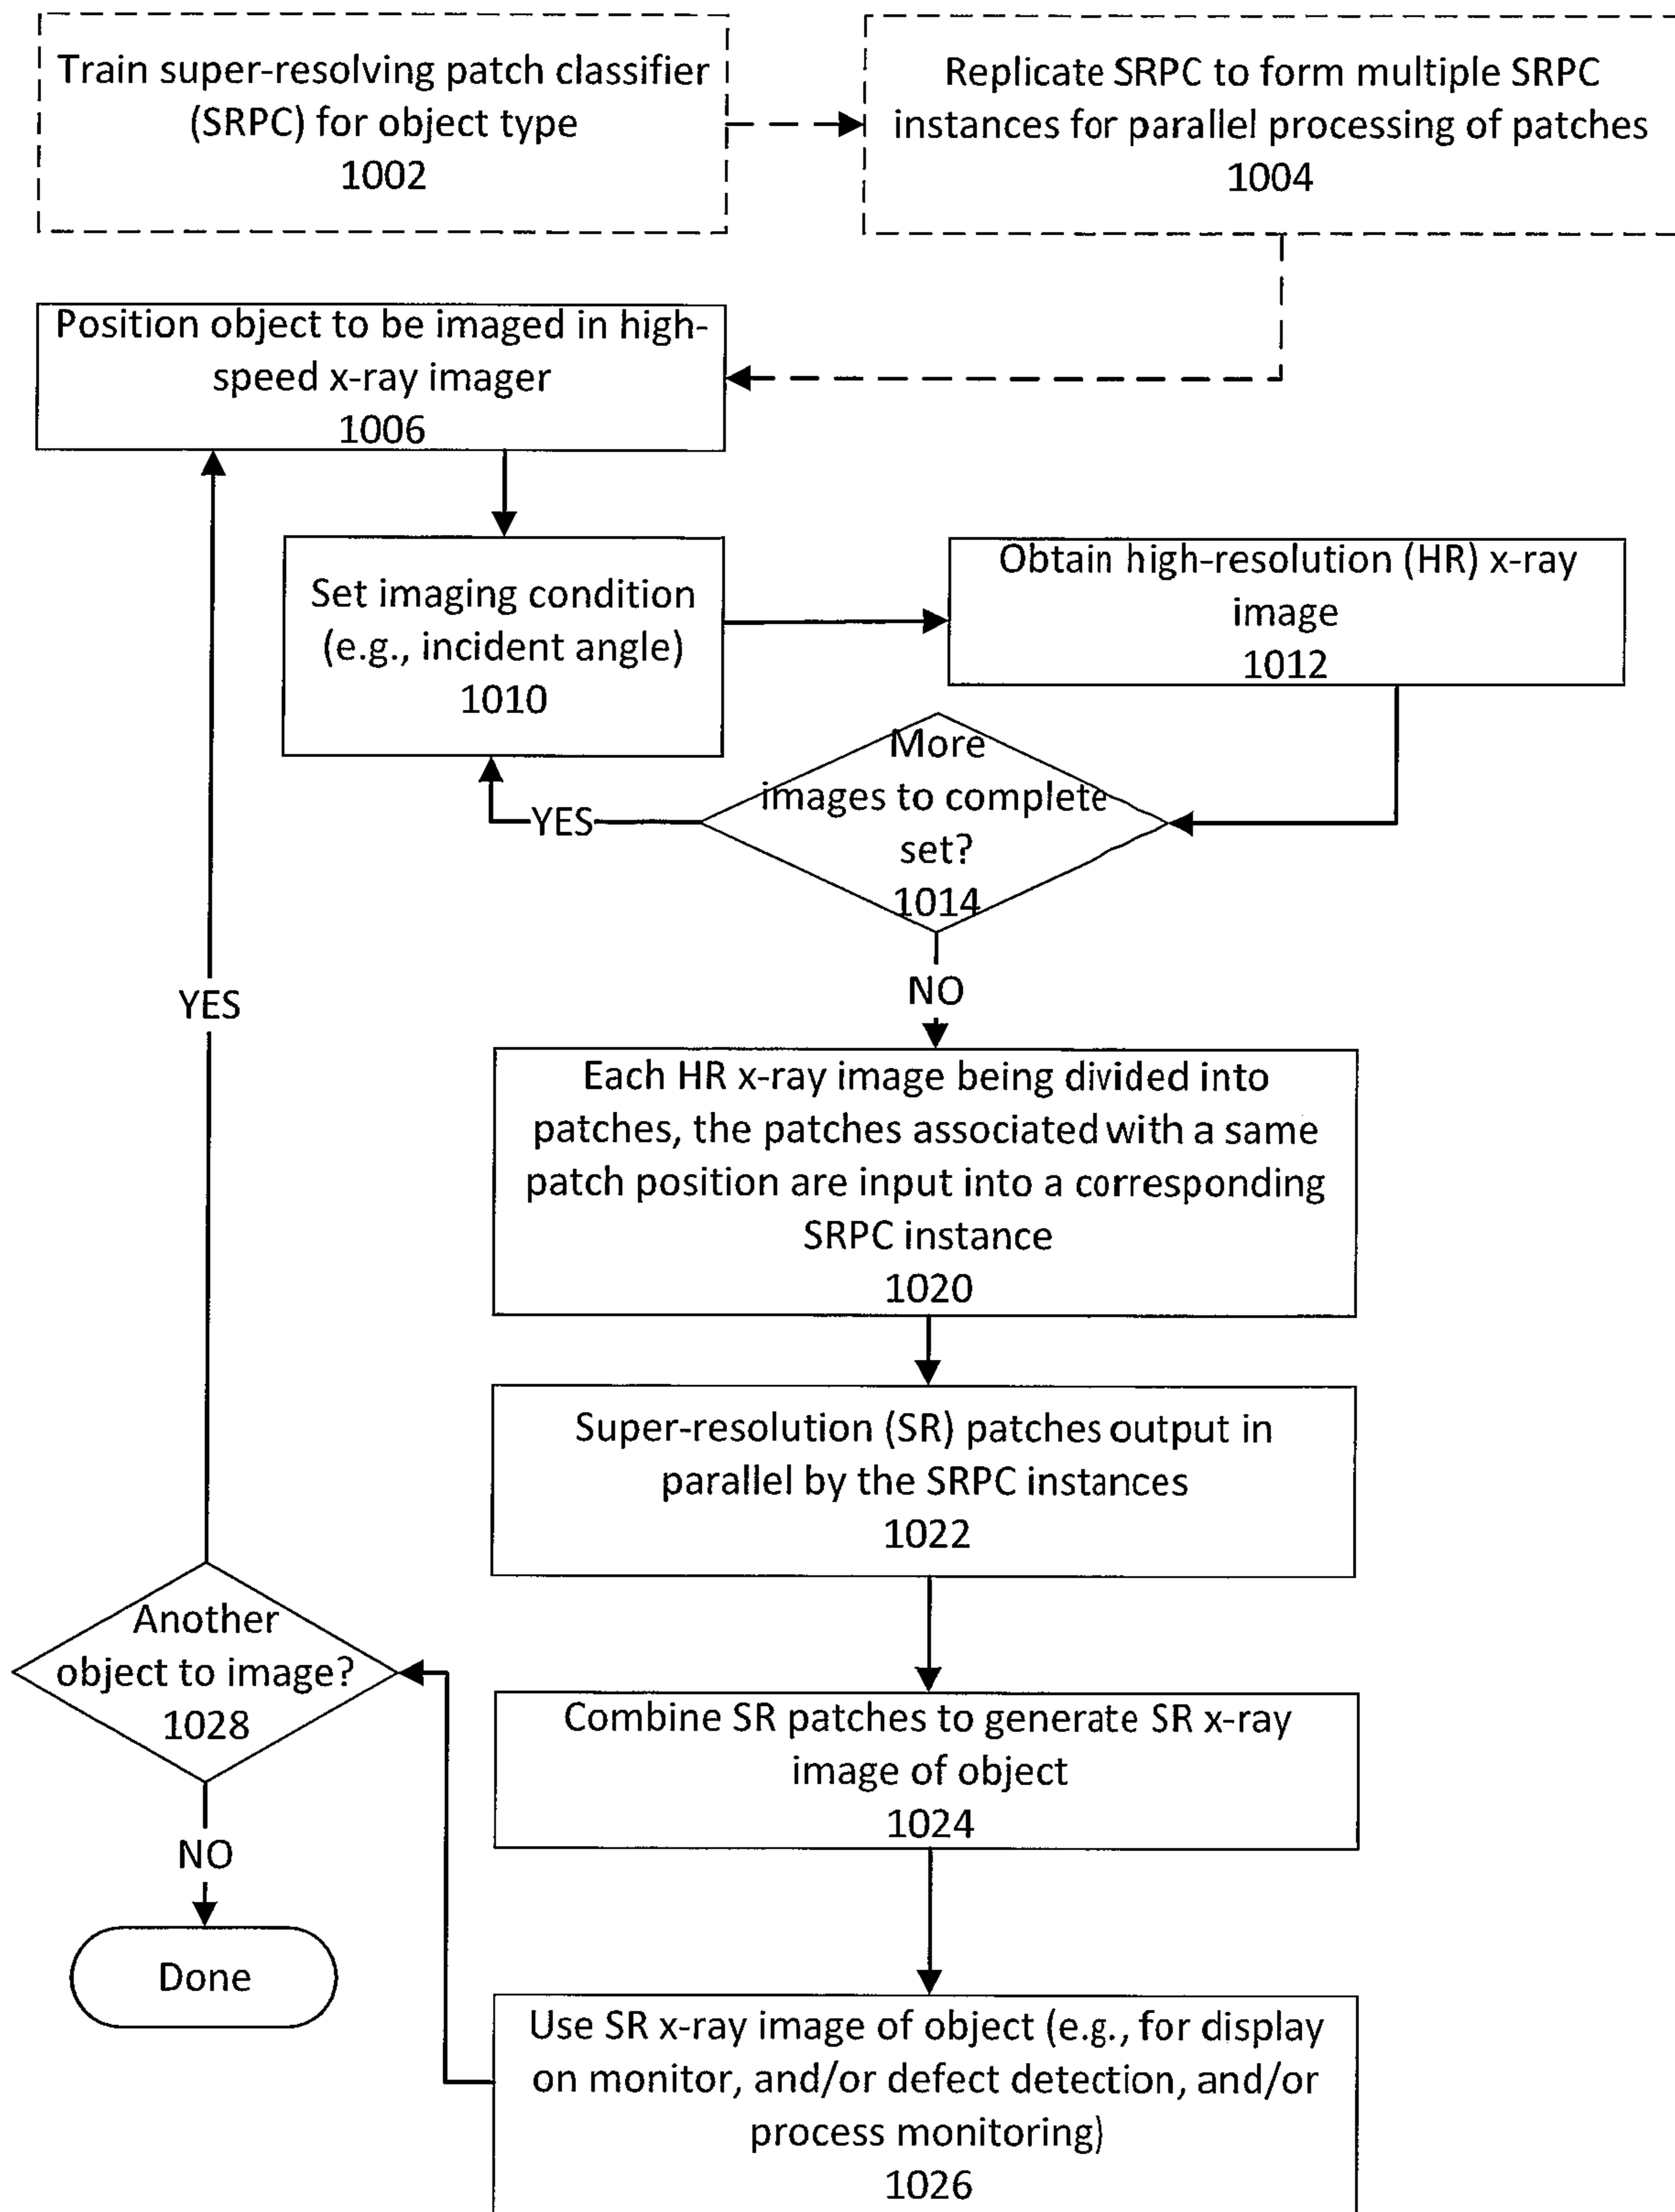 Train super-resolving patch classifier
(SRPC) for object type
1002
Replicate SRPC to form multiple SRPC
instances for parallel processing of patches
1004
Position object to be imaged in high-
speed x-ray imager
1006
Set imaging condition
(e.g., incident angle)
1010
Obtain high-resolution (HR) x-ray
image
1012
More
images to complete
set?
1014
YES
NO
YES
Each HR x-ray image being divided into
patches, the patches associated with a same
patch position are input into a corresponding
SRPC instance
1020
Super-resolution (SR) patches output in
parallel by the SRPC instances
1022
Combine SR patches to generate SR x-ray
image of object
1024
Use SR x-ray image of object (e.g., for display
on monitor, and/or defect detection, and/or
process monitoring)
1026
Another
object to image?
1028
NO
Done